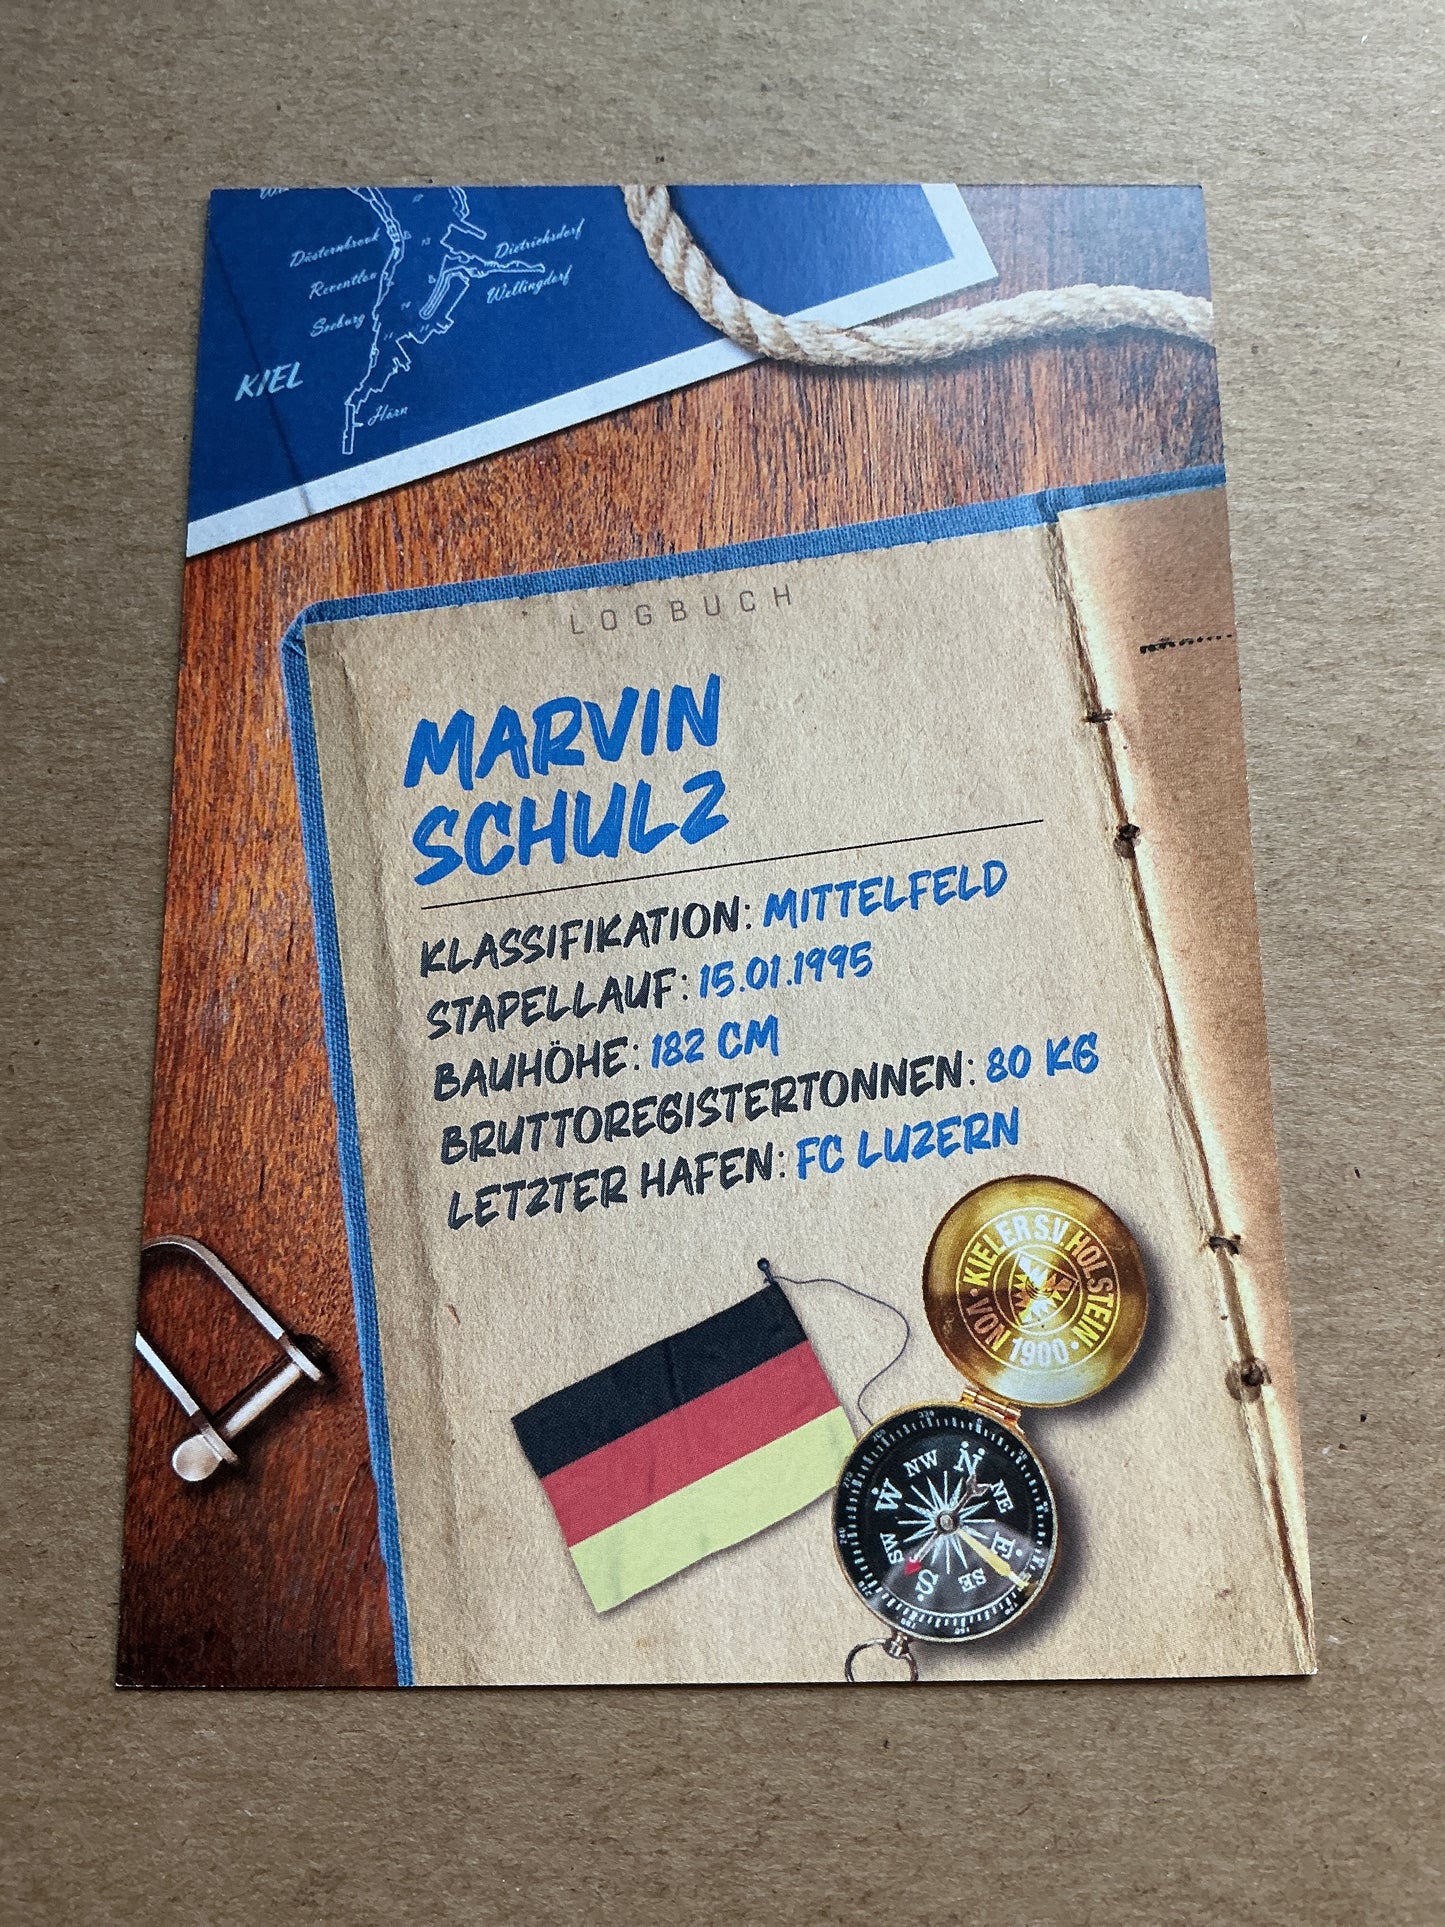 Düsternbrook
Reventlou
Seeburg
Dietrichsdorf
Wellingdorf
KIEL
Hörn
LOGBUCH
MARVIN
SCHULZ
KLASSIFIKATION: MITTELFELD
STAPELLAUF: 15.01.1995
BAUHÖHE: 182 CM
BRUTTOREGISTERTONNEN: 80 KG
LETZTER HAFEN: FC LUZERN
KIELER S.V. HOLSTEIN
VON 1900
N
NE
E
SE
S
SW
W
NW